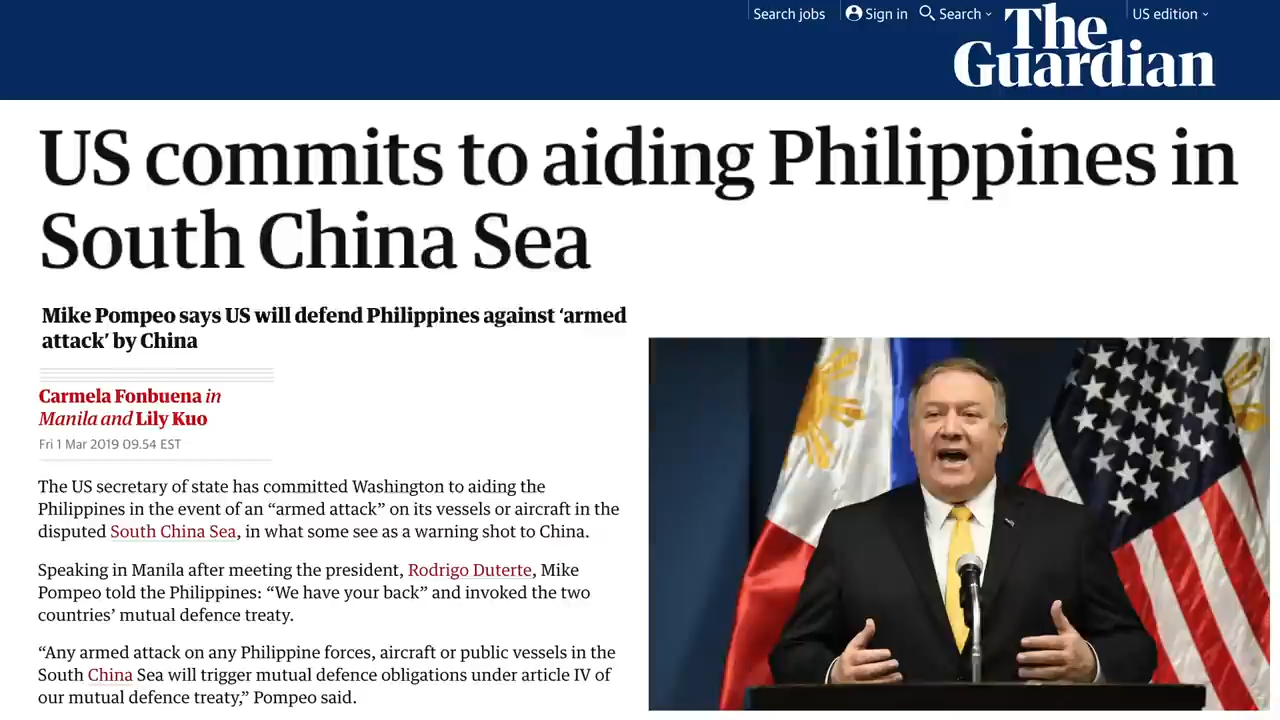 Search jobs
Sign in
Search
US edition
The
Guardian
US commits to aiding Philippines in
South China Sea
Mike Pompeo says US will defend Philippines against ‘armed
attack’ by China
Carmela Fonbuena in
Manila and Lily Kuo
Fri 1 Mar 2019 09.54 EST
The US secretary of state has committed Washington to aiding the
Philippines in the event of an “armed attack” on its vessels or aircraft in the
disputed South China Sea, in what some see as a warning shot to China.
Speaking in Manila after meeting the president, Rodrigo Duterte, Mike
Pompeo told the Philippines: “We have your back” and invoked the two
countries’ mutual defence treaty.
“Any armed attack on any Philippine forces, aircraft or public vessels in the
South China Sea will trigger mutual defence obligations under article IV of
our mutual defence treaty,” Pompeo said.